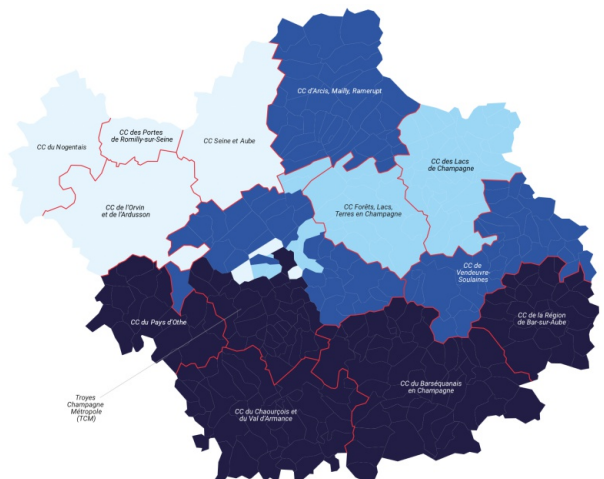 CC d'Arcis, Mailly, Ramerupt
CC des Portes
de Romilly-sur-Seine
CC Seine et Aube
CC du Nogentais
CC des Lacs
de Champagne
CC de l'Orvin
et de l'Ardusson
CC Forêts, Lacs,
Terres en Champagne
CC de
Vendeuvre-
Soulaines
CC du Pays d'Othe
CC de la Région
de Bar-sur-Aube
Troyes
Champagne
Métropole
(TCM)
CC du Barséquanais
en Champagne
CC du Chaourçois et
du Val d'Armance